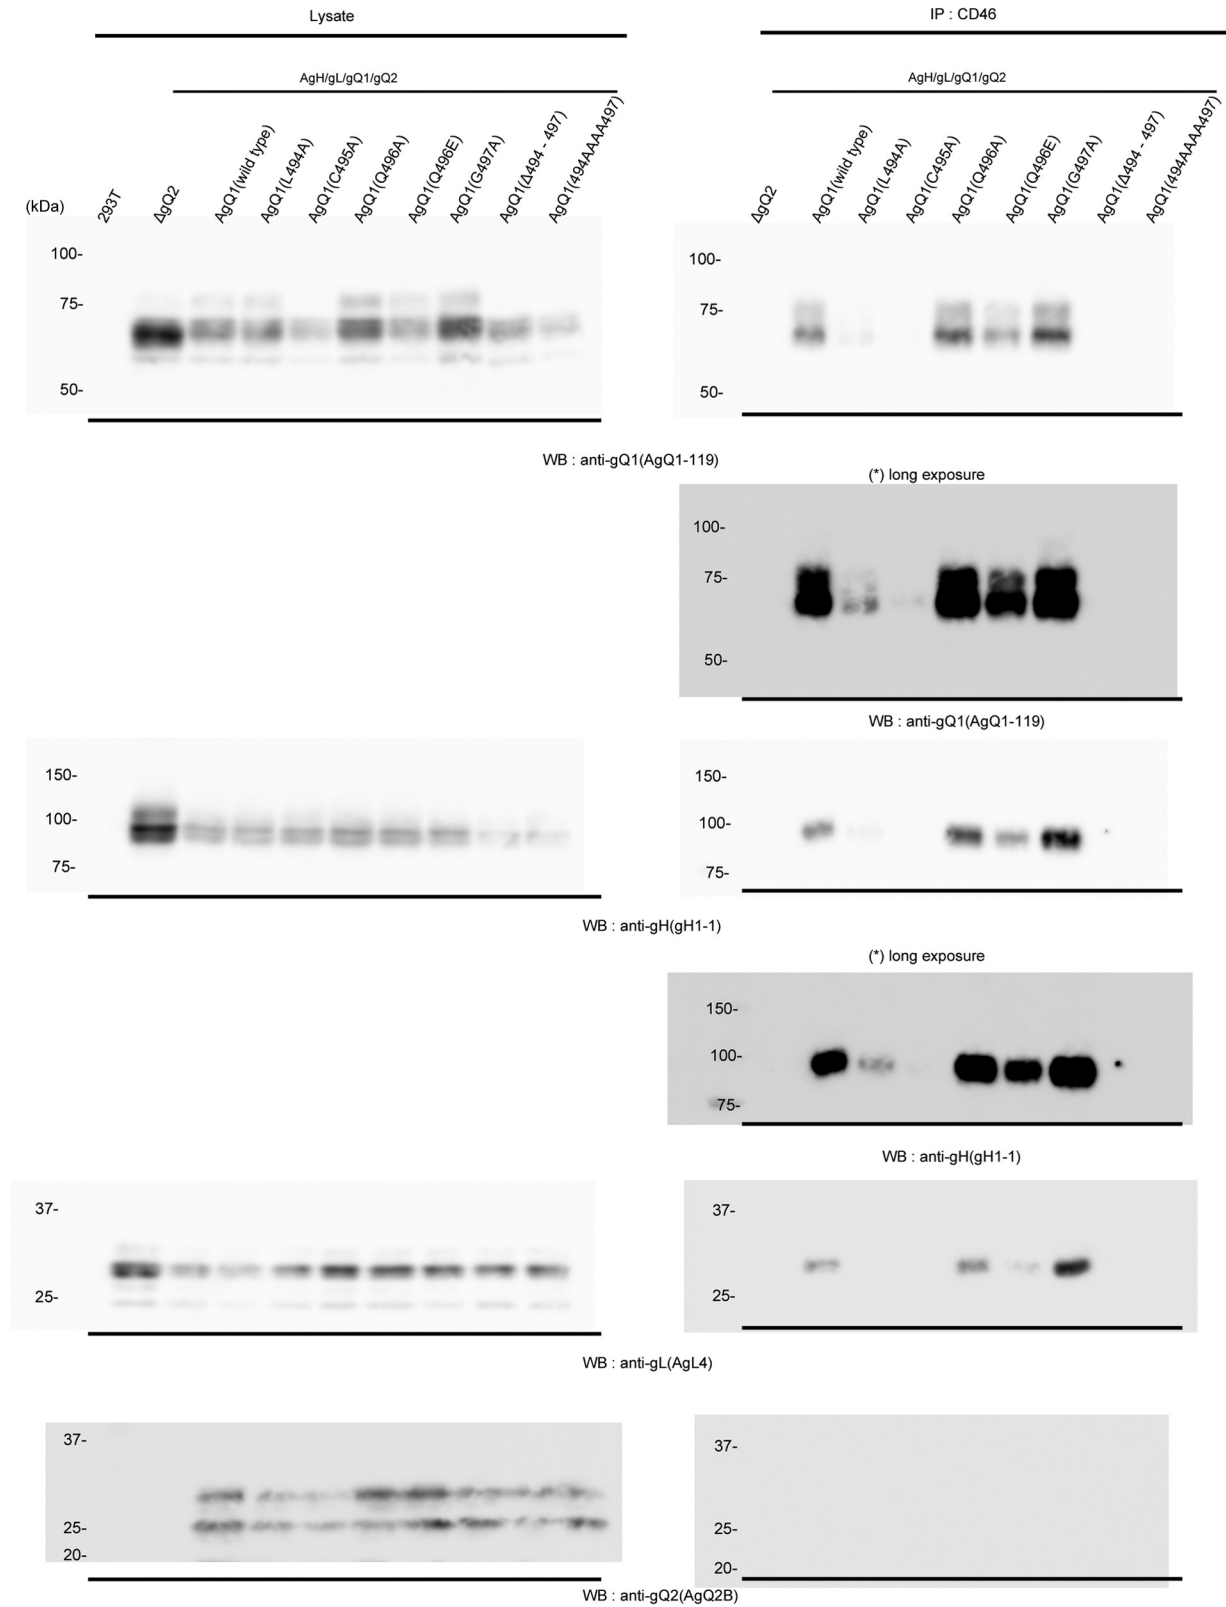 Lysate
IP : CD46
AgH/gL/gQ1/gQ2
AgH/gL/gQ1/gQ2
(kDa)
293T
ΔgQ2
AgQ1(wild type)
AgQ1(L494A)
AgQ1(C495A)
AgQ1(Q496A)
AgQ1(Q496E)
AgQ1(G497A)
AgQ1(Δ494 - 497)
AgQ1(494AAAA497)
ΔgQ2
AgQ1(wild type)
AgQ1(L494A)
AgQ1(C495A)
AgQ1(Q496A)
AgQ1(Q496E)
AgQ1(G497A)
AgQ1(Δ494 - 497)
AgQ1(494AAAA497)
100-
75-
50-
100-
75-
50-
WB : anti-gQ1(AgQ1-119)
(*) long exposure
100-
75-
50-
WB : anti-gQ1(AgQ1-119)
150-
100-
75-
150-
100-
75-
WB : anti-gH(gH1-1)
(*) long exposure
150-
100-
75-
WB : anti-gH(gH1-1)
37-
25-
37-
25-
WB : anti-gL(AgL4)
37-
25-
20-
37-
25-
20-
WB : anti-gQ2(AgQ2B)